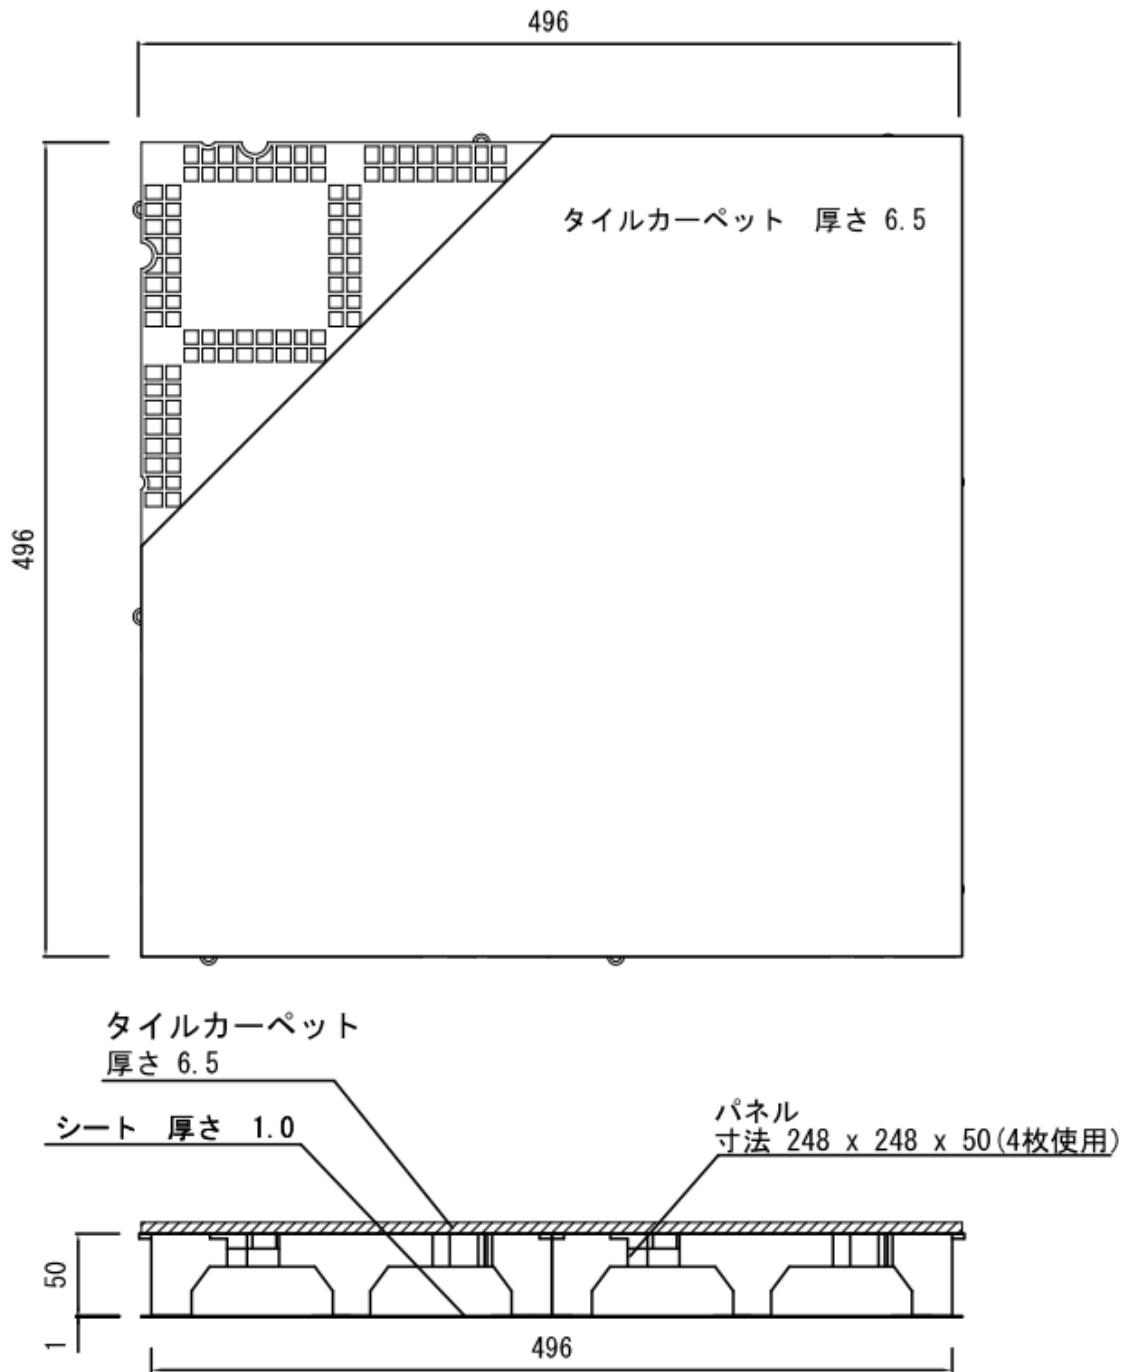 496
タイルカーペット　厚さ 6.5
496
タイルカーペット
厚さ 6.5
シート　厚さ　1.0
パネル
寸法 248 x 248 x 50(4枚使用)
50
1
496